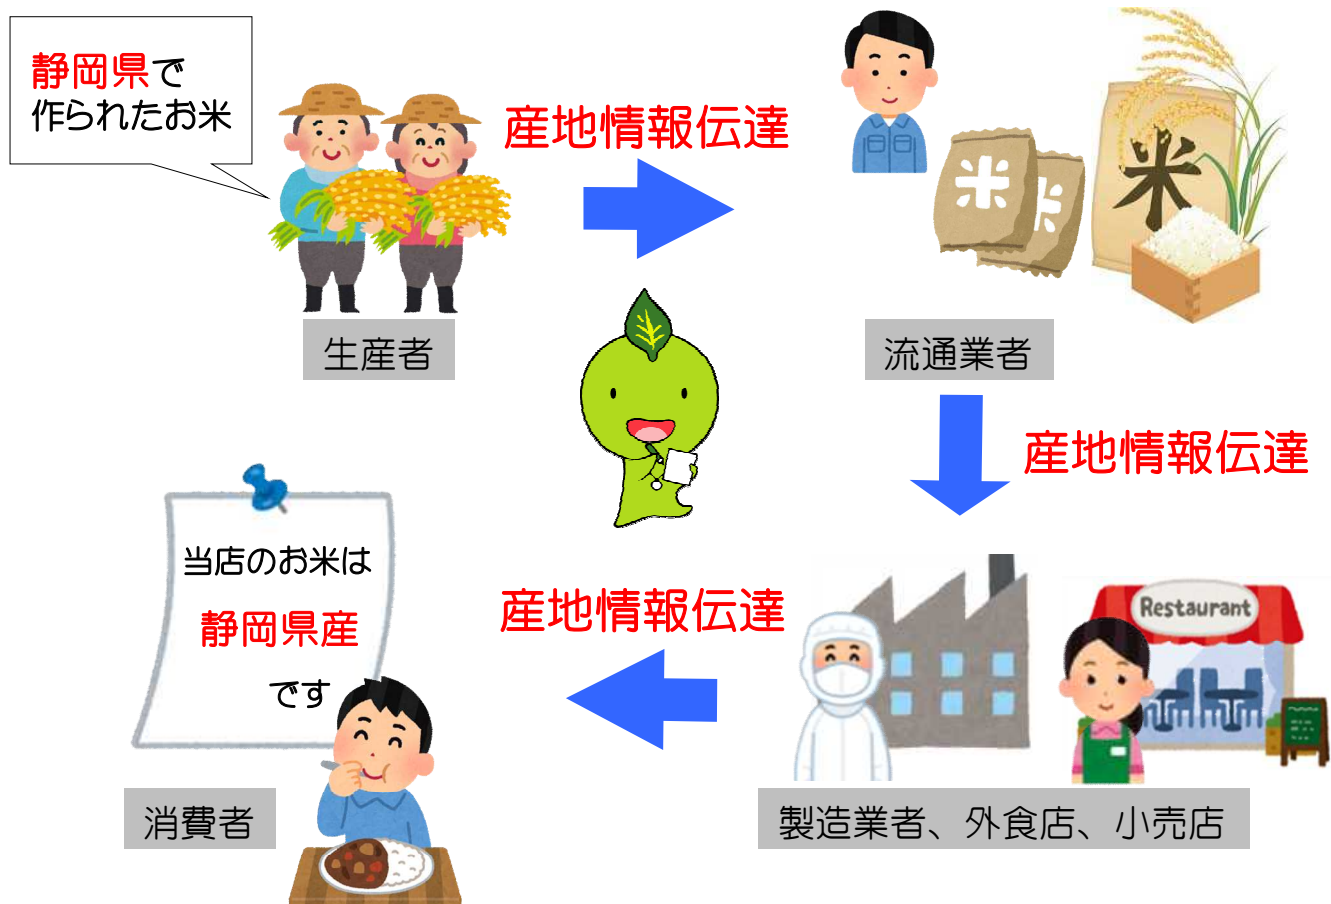 静岡県で
作られたお米
産地情報伝達
米
米
米
生産者
流通業者
産地情報伝達
当店のお米は
静岡県産
です
産地情報伝達
Restaurant
消費者
製造業者、外食店、小売店